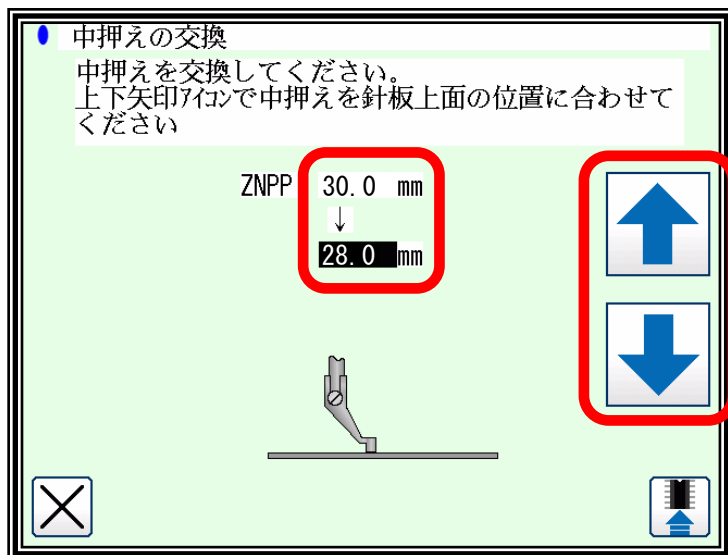 中押えの交換
中押えを交換してください。
上下矢印ｱｲｺﾝで中押えを針板上面の位置に合わせて
ください
ZNPP 30.0 mm
↓
28.0 mm